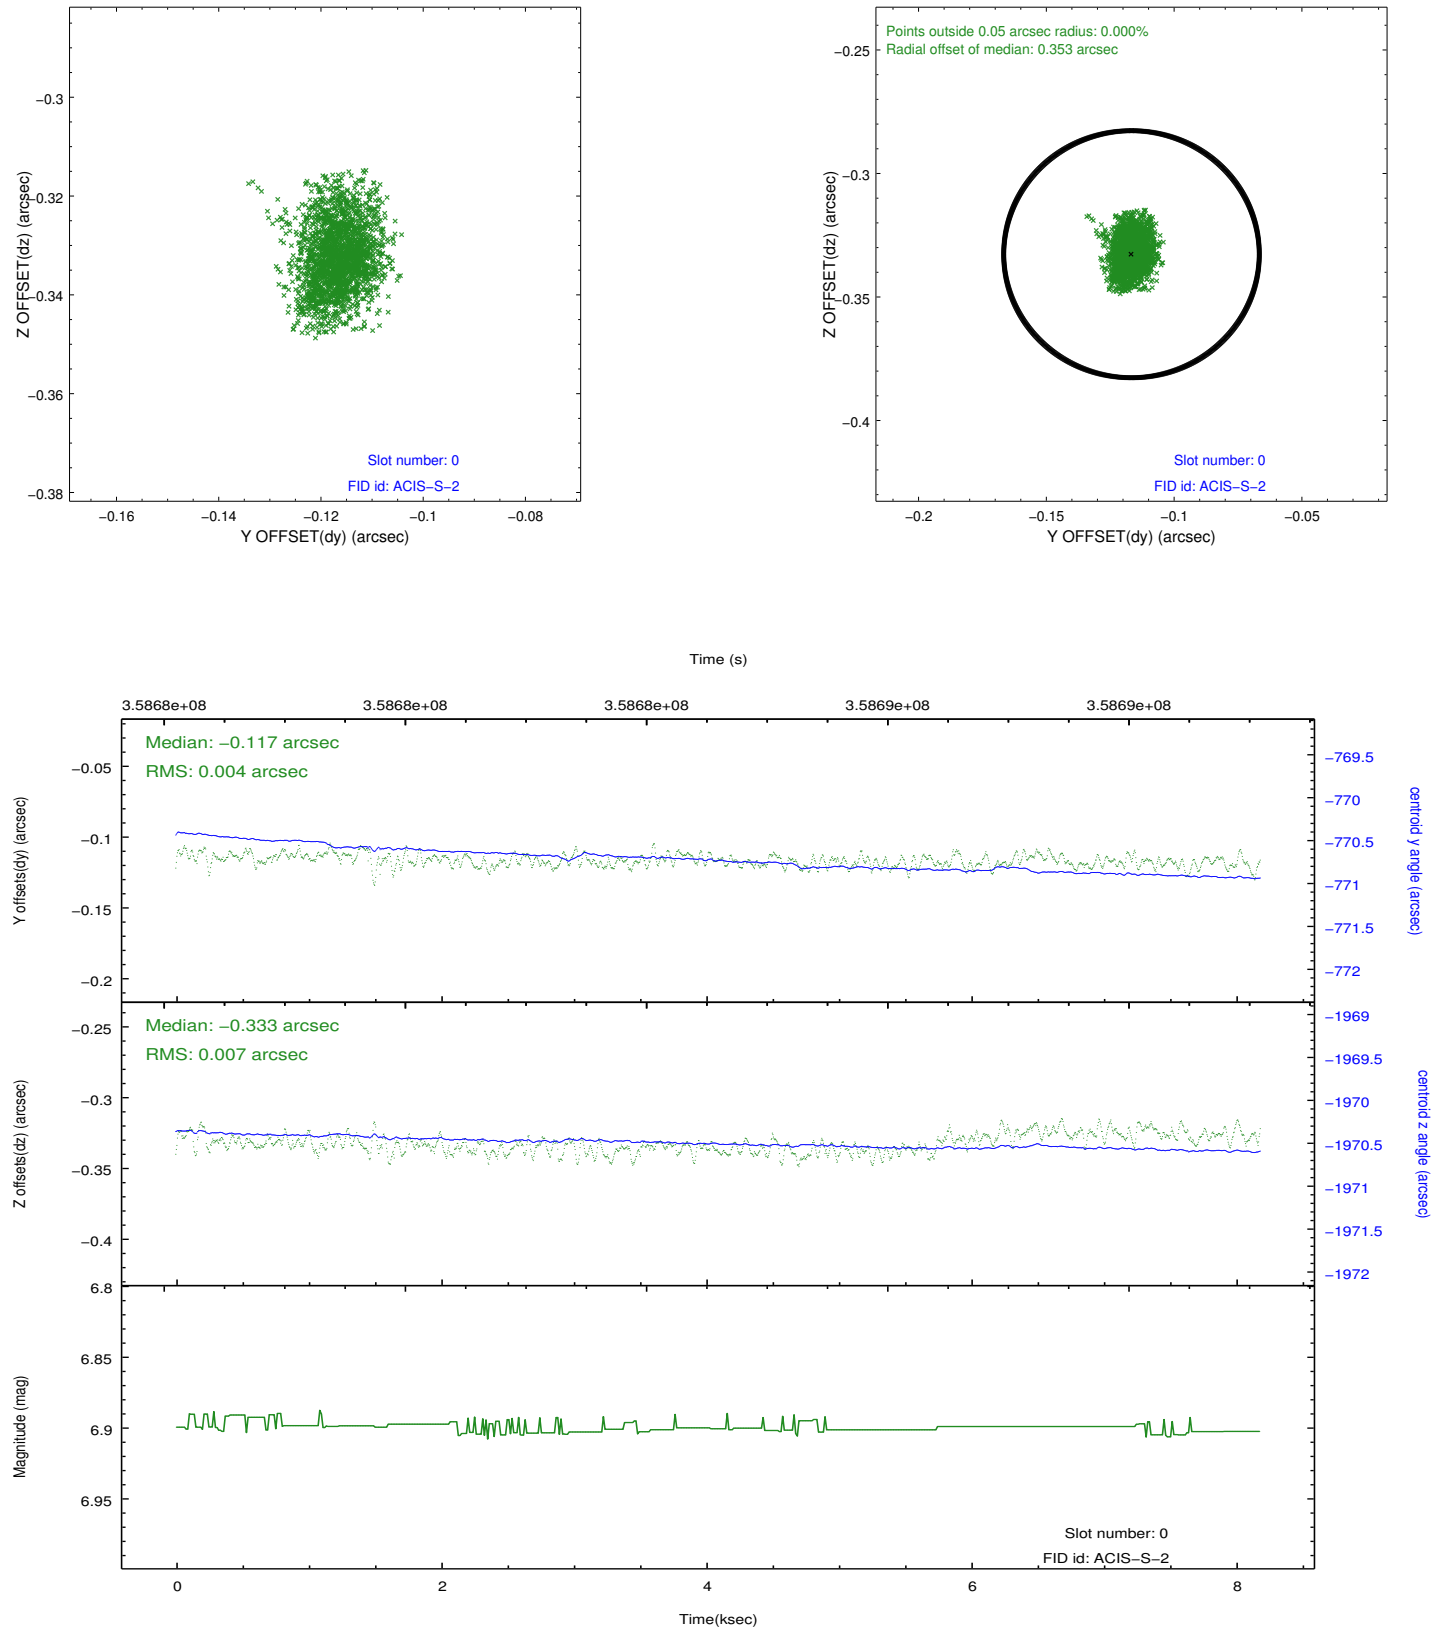 −0.3
−0.32
−0.34
−0.36
−0.38
Z OFFSET(dz) (arcsec)
Slot number: 0
FID id: ACIS−S−2
−0.16 −0.14 −0.12 −0.1 −0.08
Y OFFSET(dy) (arcsec)
Points outside 0.05 arcsec radius: 0.000%
Radial offset of median: 0.353 arcsec
−0.25
−0.3
−0.35
−0.4
Z OFFSET(dz) (arcsec)
Slot number: 0
FID id: ACIS−S−2
−0.2 −0.15 −0.1 −0.05
Y OFFSET(dy) (arcsec)
Time (s)
3.5868e+08 3.5868e+08 3.5868e+08 3.5869e+08 3.5869e+08
Median: −0.117 arcsec
RMS: 0.004 arcsec
−0.05
−0.1
−0.15
−0.2
Y offsets(dy) (arcsec)
−769.5
−770
−770.5
−771
−771.5
−772
centroid y angle (arcsec)
Median: −0.333 arcsec
RMS: 0.007 arcsec
−0.25
−0.3
−0.35
−0.4
Z offsets(dz) (arcsec)
−1969
−1969.5
−1970
−1970.5
−1971
−1971.5
−1972
centroid z angle (arcsec)
6.8
6.85
6.9
6.95
Magnitude (mag)
Slot number: 0
FID id: ACIS−S−2
0 2 4 6 8
Time(ksec)